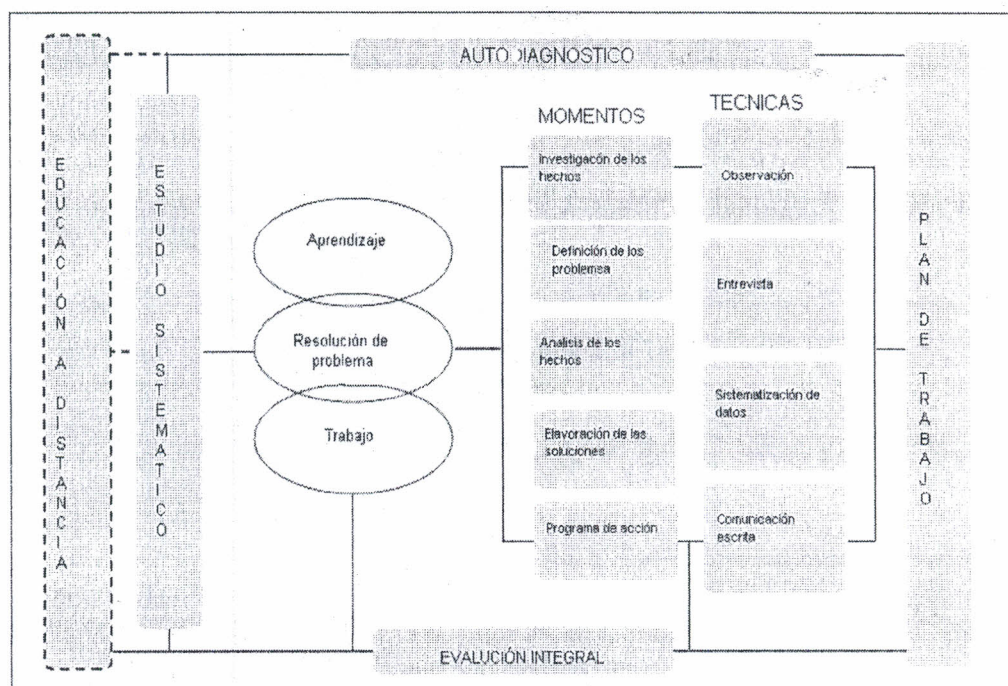 AUTO DIAGNOSTICO
EDUCACIÓN A DISTANCIA
ESTUDIO SISTEMATICO
Aprendizaje
Resolución de
problema
Trabajo
MOMENTOS
Investigacón de los
hechos
Definición de los
problemsa
Analisis de los
hechos
Elavoración de las
soluciones
Programa de acción
TECNICAS
Observación
Entrevista
Sistematización de
datos
Comunicación
escrita
PLAN DE TRABAJO
EVALUCIÓN INTEGRAL